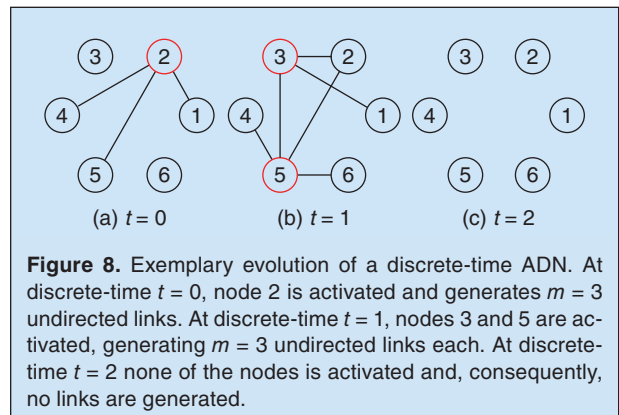 3 2 3 2 3 2
4 1 4 1 4 1
5 6 5 6 5 6
(a) t = 0 (b) t = 1 (c) t = 2
Figure 8. Exemplary evolution of a discrete-time ADN. At
discrete-time t = 0, node 2 is activated and generates m = 3
undirected links. At discrete-time t = 1, nodes 3 and 5 are ac-
tivated, generating m = 3 undirected links each. At discrete-
time t = 2 none of the nodes is activated and, consequently,
no links are generated.